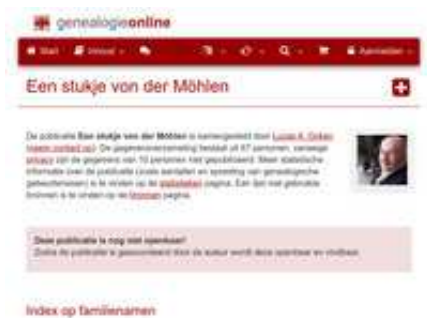 genealogieonline
Start Inhoud Aanmelden
Een stukje von der Möhlen
De publicatie Een stukje von der Möhlen is samengesteld door
(neem contact op). De gegevensverzameling bestaat uit 57 personen, vanwege
privacy zijn de gegevens van 10 personen niet gepubliceerd. Meer statistische
informatie over de publicatie (zoals aantallen en spreiding van genealogische
gebeurtenissen) is te vinden op de statistieken pagina. Een lijst met gebruikte
bronnen is te vinden op de bronnen pagina.
Deze publicatie is nog niet openbaar!
Zodra de publicatie is gesponsord door de auteur wordt deze openbaar en vindbaar.
Index op familienamen